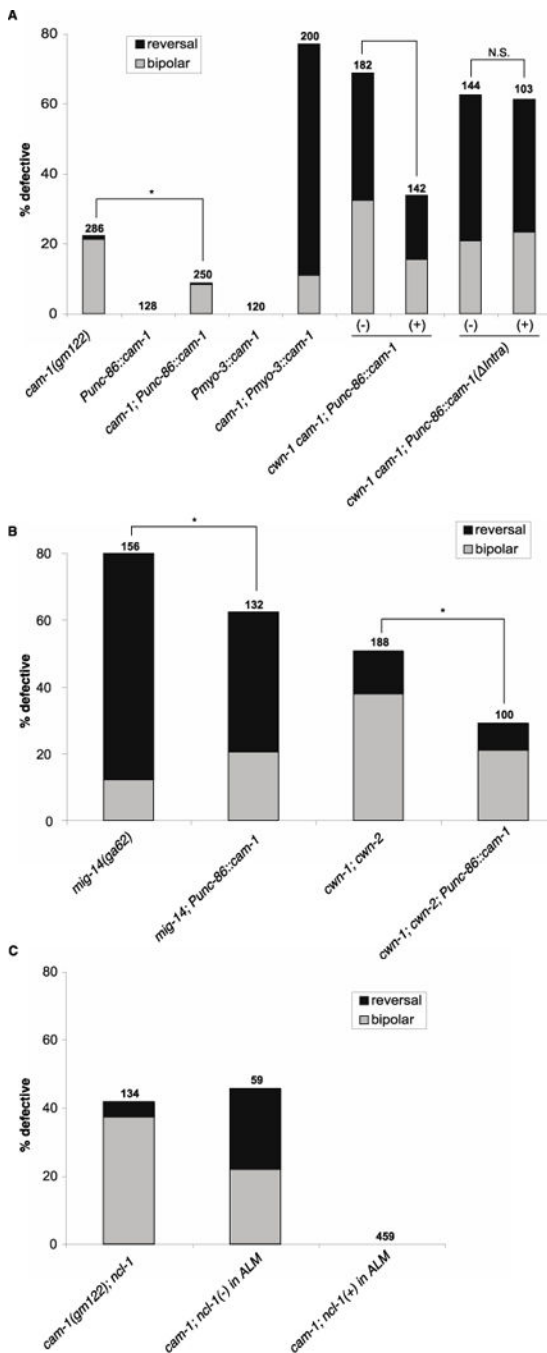 A
80
60
40
20
0
% defective
reversal
bipolar
286
128
250
120
200
182
142
144
103
*
N.S.
(-)
(+)
(-)
(+)
cam-1(gm122)
Punc-86::cam-1
cam-1; Punc-86::cam-1
Pmyo-3::cam-1
cam-1; Pmyo-3::cam-1
cwn-1 cam-1; Punc-86::cam-1
cwn-1 cam-1; Punc-86::cam-1(ΔIntra)
B
80
60
40
20
0
% defective
reversal
bipolar
156
132
188
100
*
*
mig-14(ga62)
mig-14; Punc-86::cam-1
cwn-1; cwn-2
cwn-1; cwn-2; Punc-86::cam-1
C
80
60
40
20
0
% defective
reversal
bipolar
134
59
459
cam-1(gm122); ncl-1
cam-1; ncl-1(-) in ALM
cam-1; ncl-1(+) in ALM